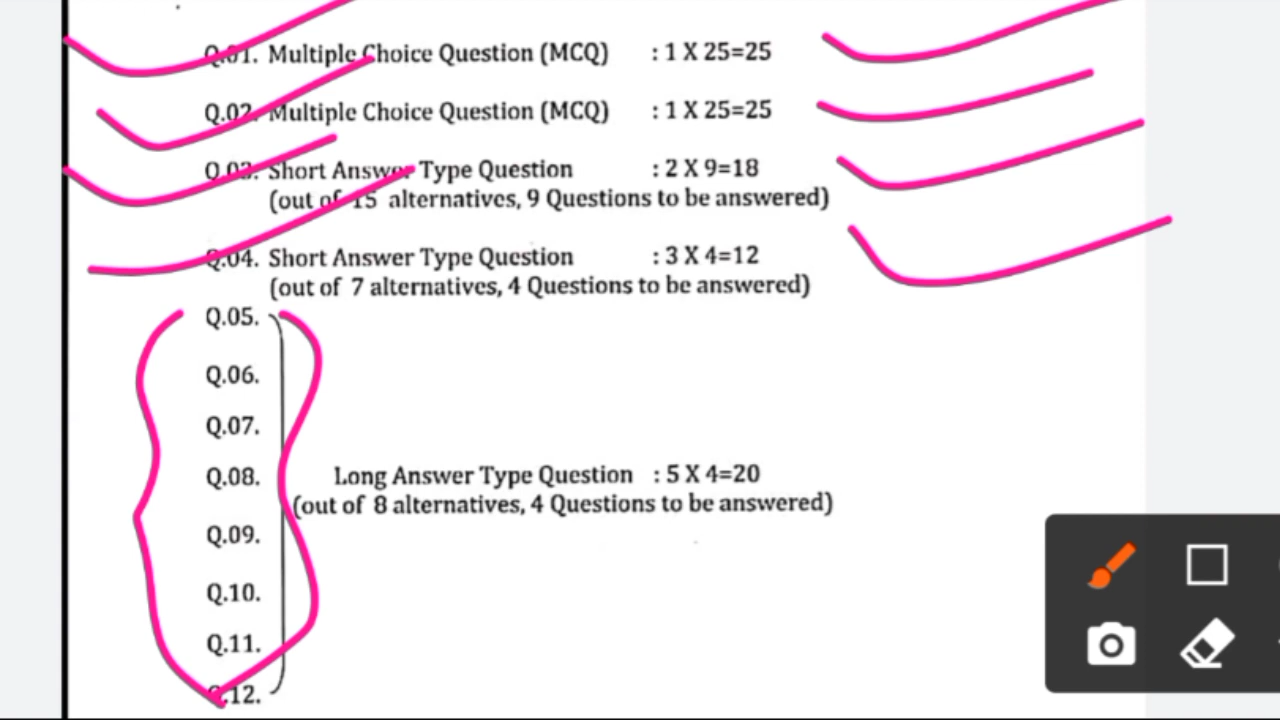 Q.01. Multiple Choice Question (MCQ) : 1 X 25=25
Q.02. Multiple Choice Question (MCQ) : 1 X 25=25
Q.03. Short Answer Type Question : 2 X 9=18
(out of 15 alternatives, 9 Questions to be answered)
Q.04. Short Answer Type Question : 3 X 4=12
(out of 7 alternatives, 4 Questions to be answered)
Q.05.
Q.06.
Q.07.
Q.08. Long Answer Type Question : 5 X 4=20
(out of 8 alternatives, 4 Questions to be answered)
Q.09.
Q.10.
Q.11.
Q.12.